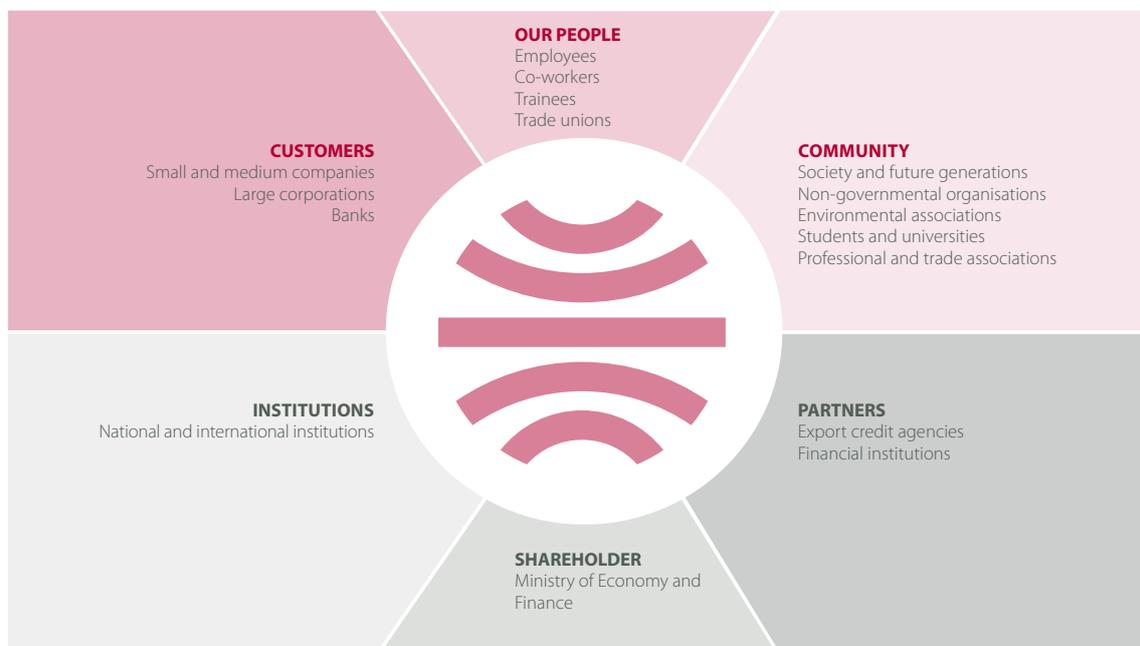 OUR PEOPLE
Employees
Co-workers
Trainees
Trade unions
CUSTOMERS
Small and medium companies
Large corporations
Banks
COMMUNITY
Society and future generations
Non-governmental organisations
Environmental associations
Students and universities
Professional and trade associations
INSTITUTIONS
National and international institutions
PARTNERS
Export credit agencies
Financial institutions
SHAREHOLDER
Ministry of Economy and
Finance